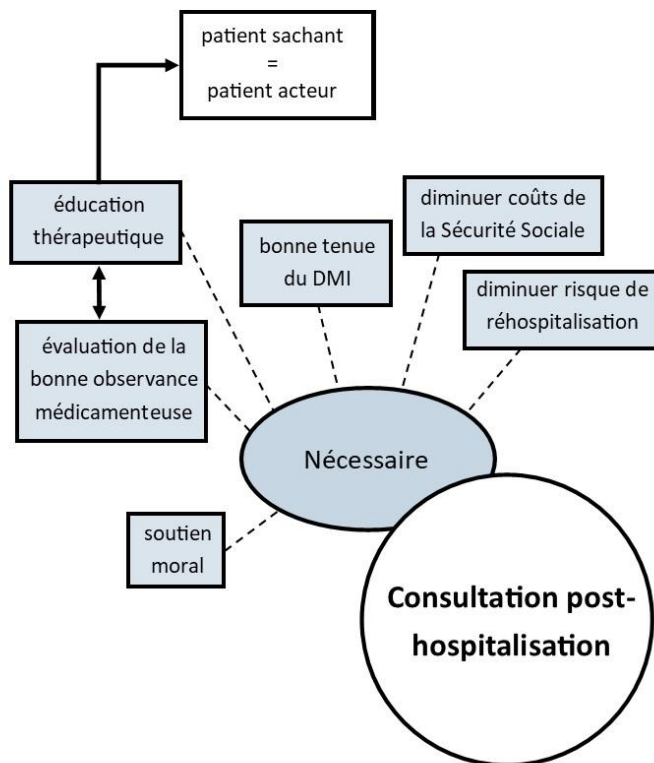 patient sachant
=
patient acteur
éducation
thérapeutique
bonne tenue
du DMI
diminuer coûts de
la Sécurité Sociale
diminuer risque de
réhospitalisation
évaluation de la
bonne observance
médicamenteuse
Nécessaire
soutien
moral
Consultation post-
hospitalisation